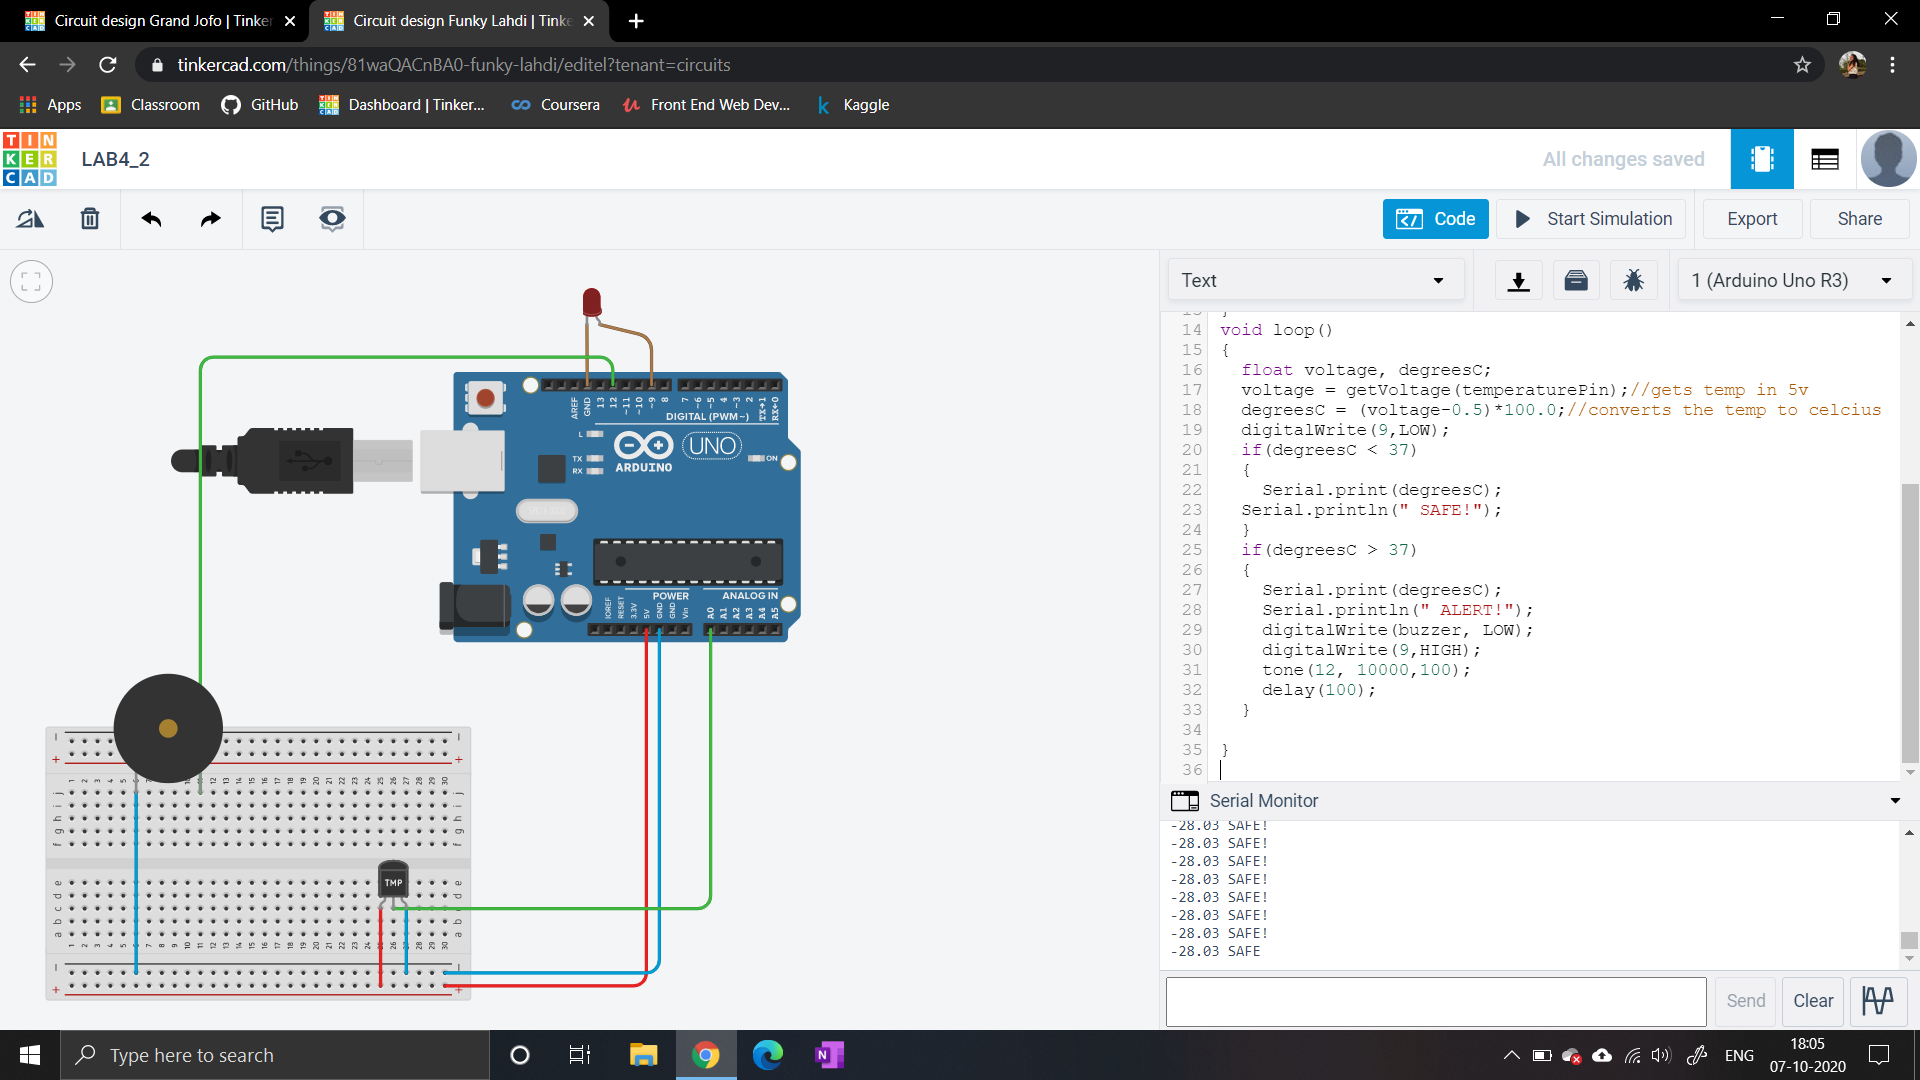 Circuit design Grand Jofo | Tinke
Circuit design Funky Lahdi | Tinke
tinkercad.com/things/81waQACnBA0-funky-lahdi/editel?tenant=circuits
Apps
Classroom
GitHub
Dashboard | Tinker...
Coursera
Front End Web Dev...
Kaggle
TIN
KER
CAD
LAB4_2
All changes saved
Code
Start Simulation
Export
Share
Text
1 (Arduino Uno R3)
14 void loop()
15 {
16 float voltage, degreesC;
17 voltage = getVoltage(temperaturePin);//gets temp in 5v
18 degreesC = (voltage-0.5)*100.0;//converts the temp to celcius
19 digitalWrite(9,LOW);
20 if(degreesC < 37)
21 {
22 Serial.print(degreesC);
23 Serial.println(" SAFE!");
24 }
25 if(degreesC > 37)
26 {
27 Serial.print(degreesC);
28 Serial.println(" ALERT!");
29 digitalWrite(buzzer, LOW);
30 digitalWrite(9,HIGH);
31 tone(12, 10000,100);
32 delay(100);
33 }
34
35 }
36
Serial Monitor
-28.03 SAFE!
-28.03 SAFE!
-28.03 SAFE!
-28.03 SAFE!
-28.03 SAFE!
-28.03 SAFE!
-28.03 SAFE!
-28.03 SAFE
Send
Clear
AREF GND 13 12 ~11 ~10 ~9 8 7 ~6 ~5 4 ~3 2 TX→1 RX←0
DIGITAL (PWM~)
L
TX
RX
UNO
ARDUINO
ON
POWER
ANALOG IN
IOREF RESET 3.3V 5V GND GND Vin A0 A1 A2 A3 A4 A5
TMP
Type here to search
ENG
18:05
07-10-2020